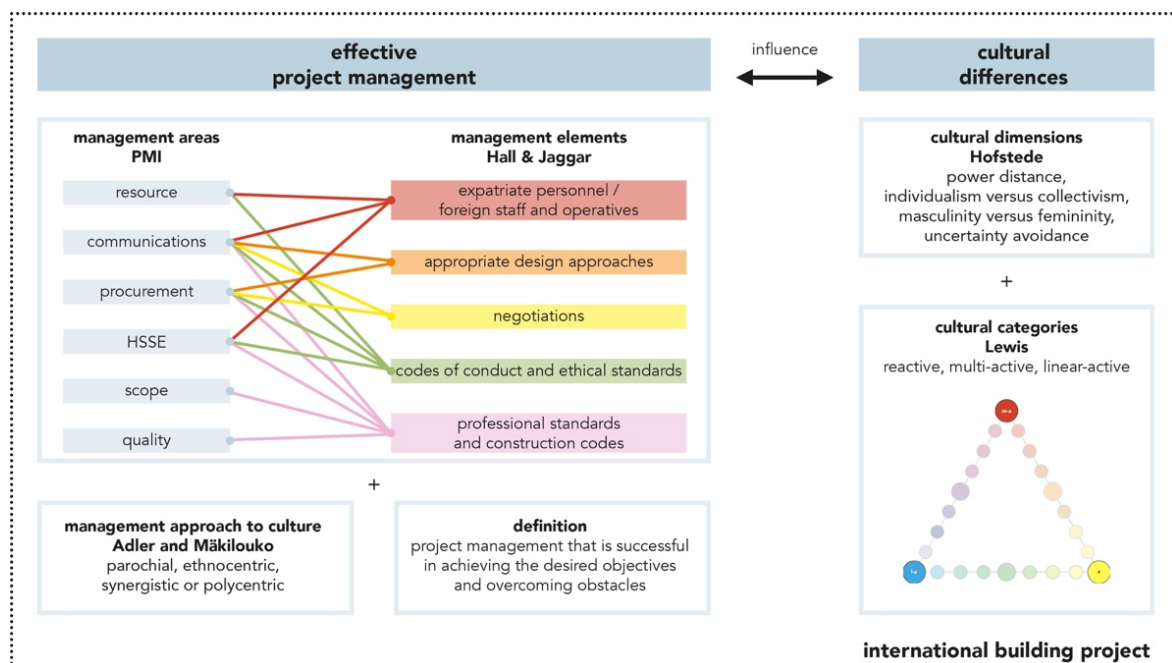 effective
project management
influence
cultural
differences
management areas
PMI
resource
communications
procurement
HSSE
scope
quality
management elements
Hall & Jaggar
expatriate personnel /
foreign staff and operatives
appropriate design approaches
negotiations
codes of conduct and ethical standards
professional standards
and construction codes
+
management approach to culture
Adler and Mäkilouko
parochial, ethnocentric,
synergistic or polycentric
definition
project management that is successful
in achieving the desired objectives
and overcoming obstacles
cultural dimensions
Hofstede
power distance,
individualism versus collectivism,
masculinity versus femininity,
uncertainty avoidance
+
cultural categories
Lewis
reactive, multi-active, linear-active
m-a
l-a
r
international building project